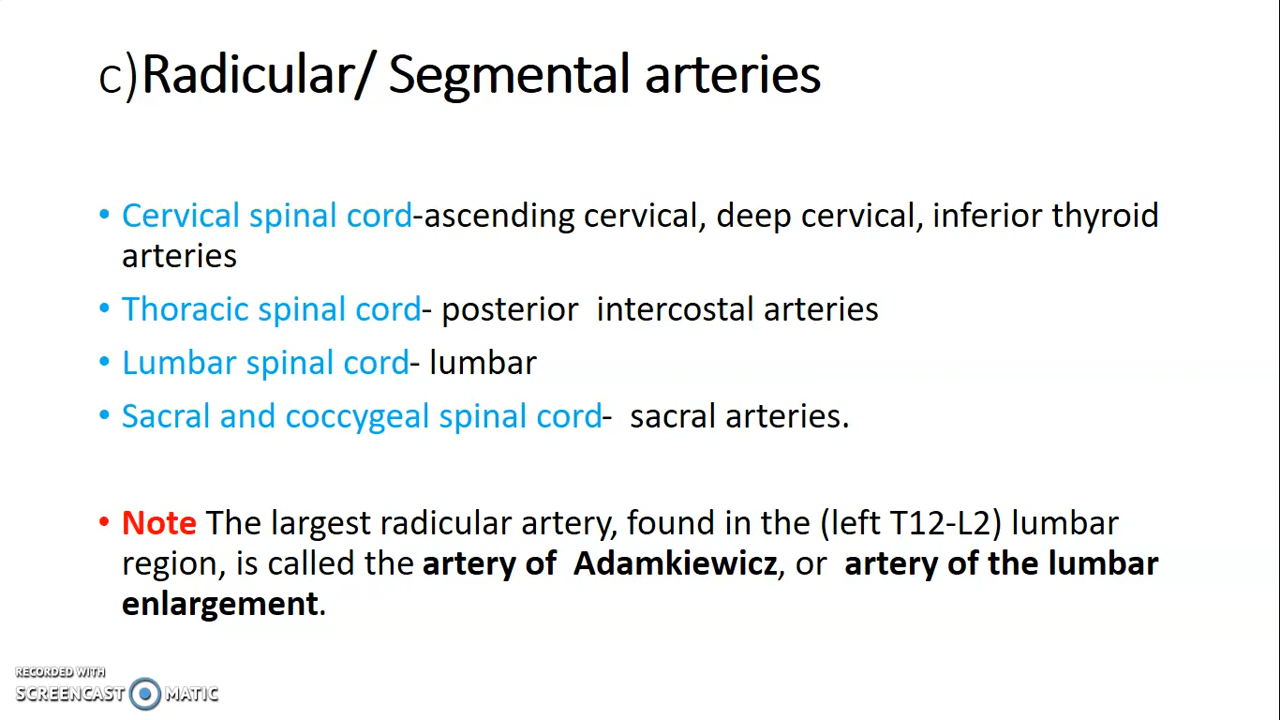 c)Radicular/ Segmental arteries
• Cervical spinal cord-ascending cervical, deep cervical, inferior thyroid
arteries
• Thoracic spinal cord- posterior  intercostal arteries
• Lumbar spinal cord- lumbar
• Sacral and coccygeal spinal cord-  sacral arteries.
• Note The largest radicular artery, found in the (left T12-L2) lumbar
region, is called the artery of  Adamkiewicz, or  artery of the lumbar
enlargement.
RECORDED WITH
SCREENCAST MATIC